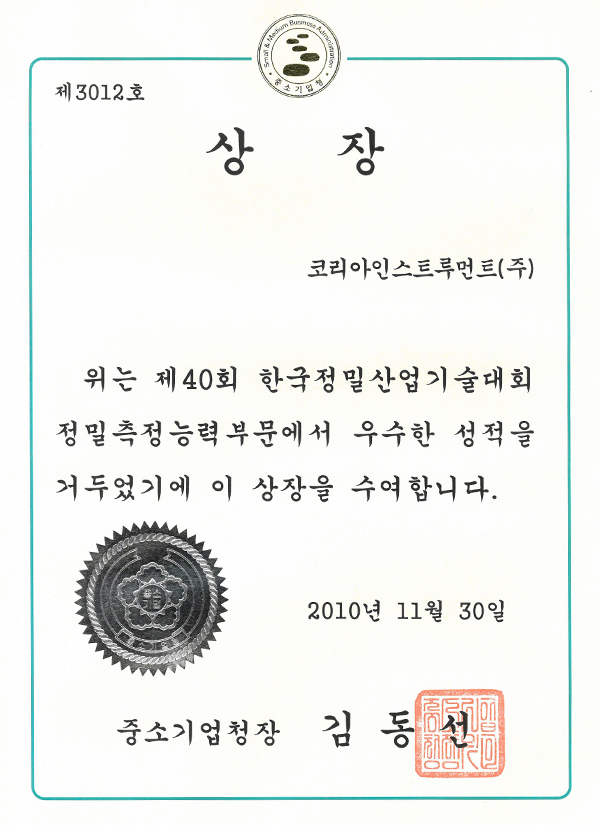 Small & Medium Business Administration
중소기업청
제3012호
상 장
코리아인스트루먼트(주)
위는 제40회 한국정밀산업기술대회
정밀측정능력부문에서 우수한 성적을
거두었기에 이 상장을 수여합니다.
2010년 11월 30일
중소기업청장 김동선